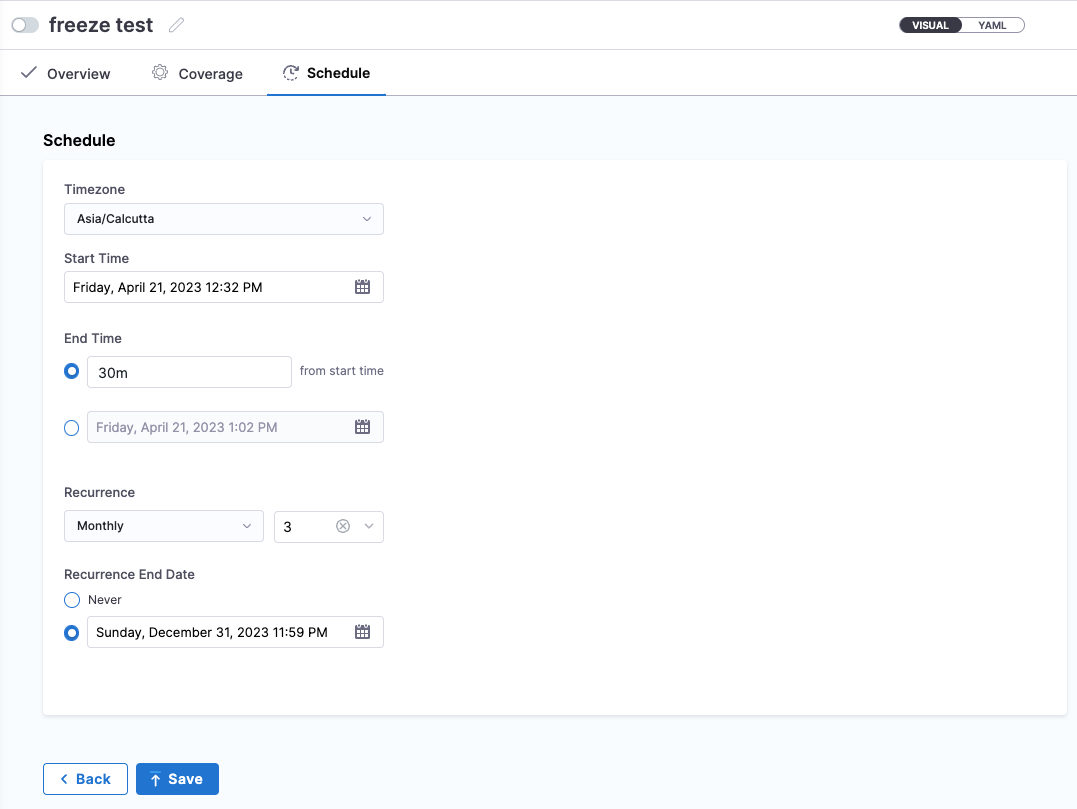 freeze test
VISUAL YAML
Overview Coverage Schedule
Schedule
Timezone
Asia/Calcutta
Start Time
Friday, April 21, 2023 12:32 PM
End Time
30m from start time
Friday, April 21, 2023 1:02 PM
Recurrence
Monthly 3
Recurrence End Date
Never
Sunday, December 31, 2023 11:59 PM
Back Save